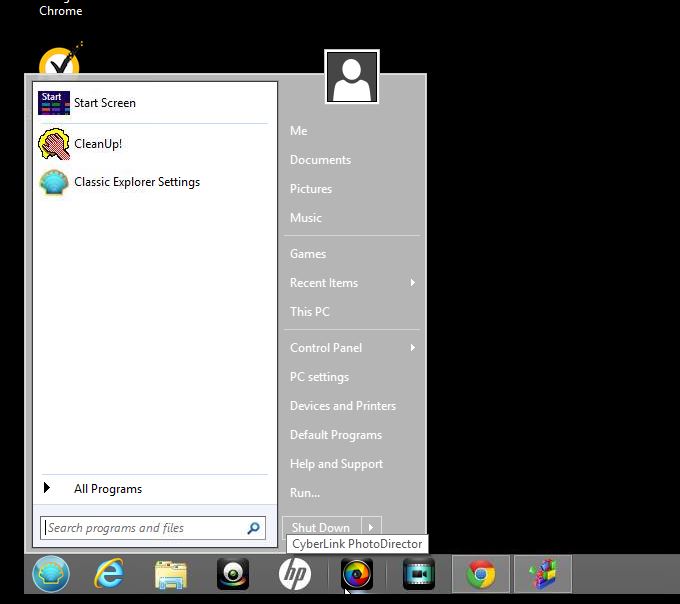 Chrome
Start
Start Screen
CleanUp!
Classic Explorer Settings
All Programs
Search programs and files
Me
Documents
Pictures
Music
Games
Recent Items
This PC
Control Panel
PC settings
Devices and Printers
Default Programs
Help and Support
Run...
Shut Down
CyberLink PhotoDirector
hp